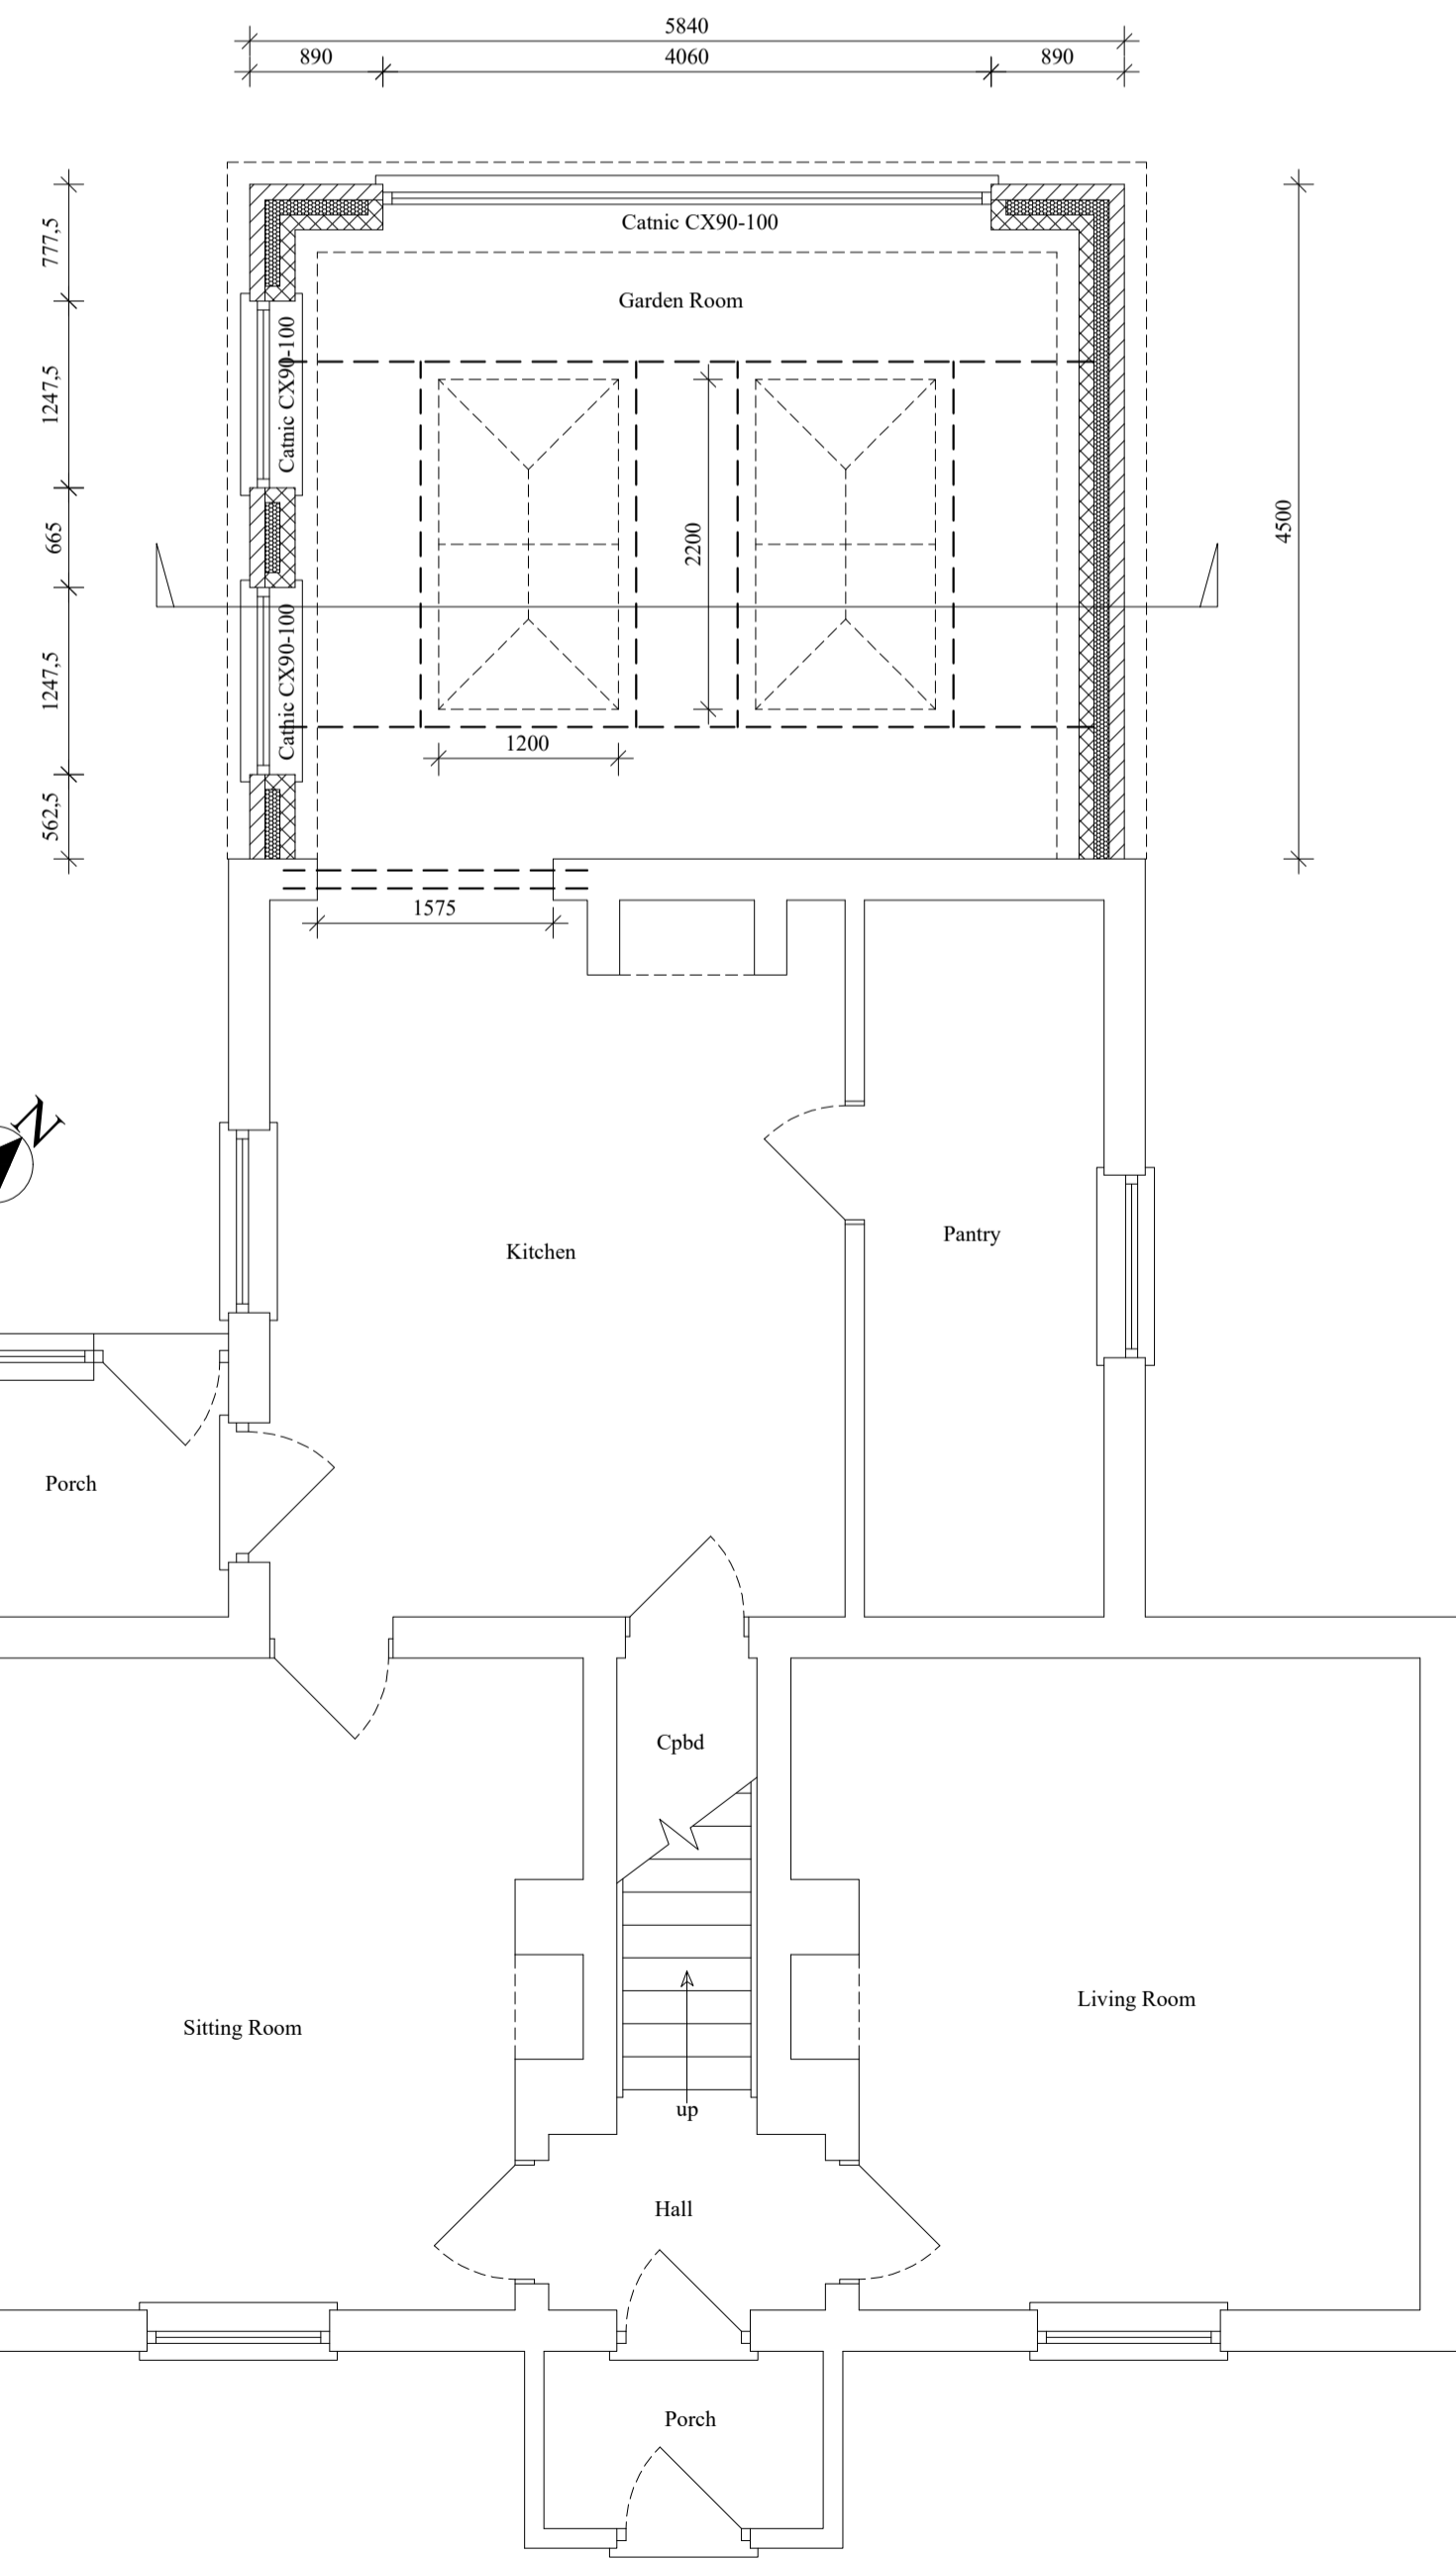 5840
890
4060
890
777,5
1247,5
665
1247,5
562,5
4500
Catnic CX90-100
Garden Room
Catnic CX90-100
2200
Catnic CX90-100
1200
1575
N
Kitchen
Pantry
Porch
Cpbd
Sitting Room
Living Room
up
Hall
Porch